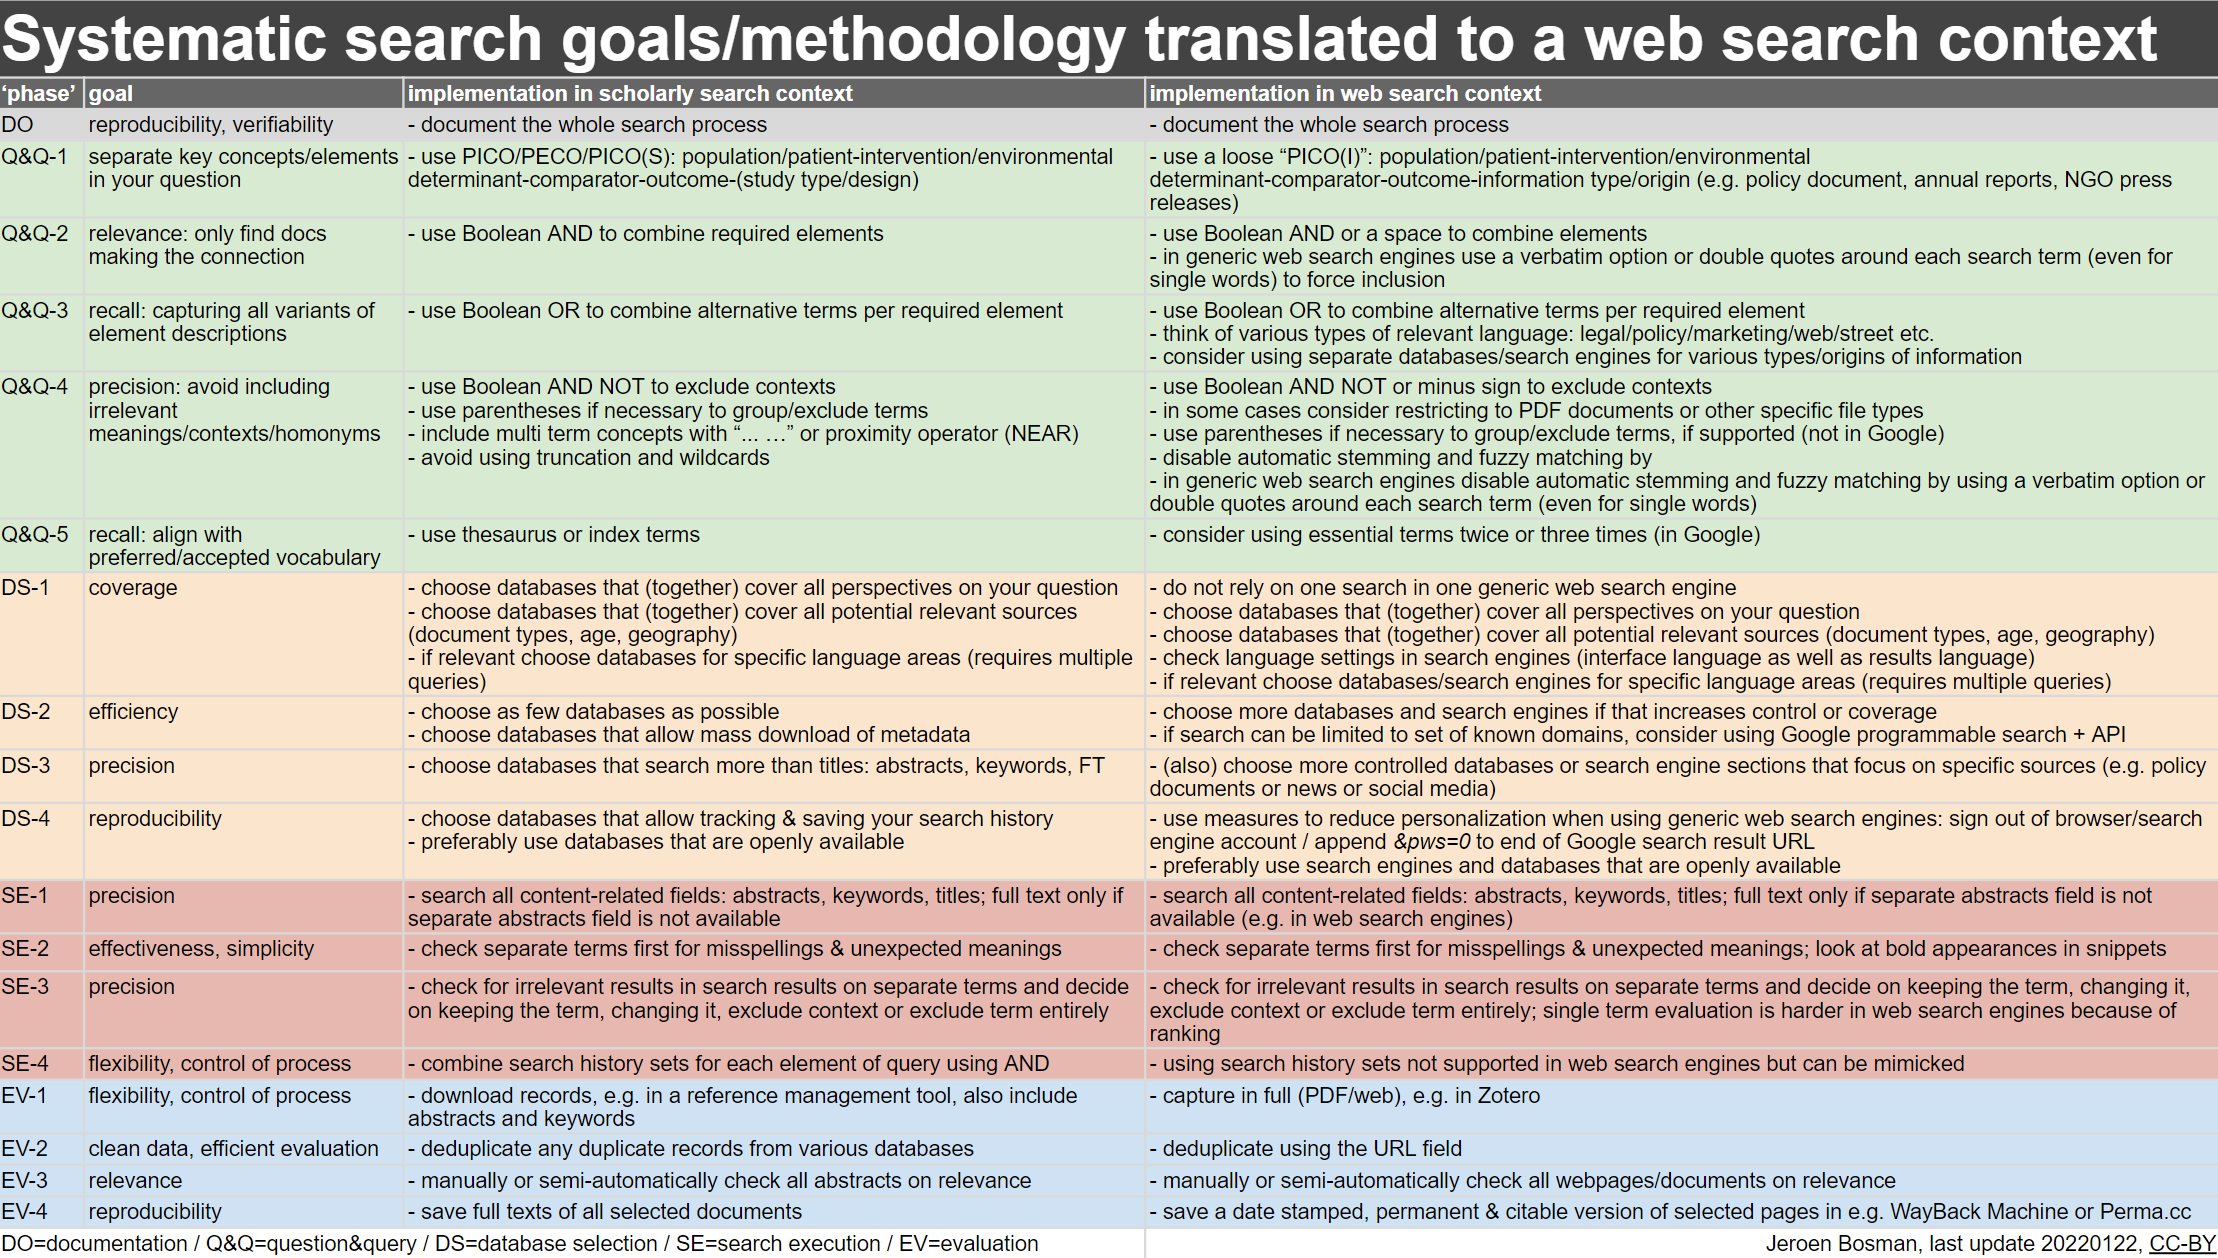 Systematic search goals/methodology translated to a web search context
‘phase’ goal implementation in scholarly search context implementation in web search context
DO reproducibility, verifiability - document the whole search process - document the whole search process
Q&Q-1 separate key concepts/elements
in your question
- use PICO/PECO/PICO(S): population/patient-intervention/environmental
determinant-comparator-outcome-(study type/design)
- use a loose “PICO(I)”: population/patient-intervention/environmental
determinant-comparator-outcome-information type/origin (e.g. policy document, annual reports, NGO press
releases)
Q&Q-2 relevance: only find docs
making the connection
- use Boolean AND to combine required elements
- use Boolean AND or a space to combine elements
- in generic web search engines use a verbatim option or double quotes around each search term (even for
single words) to force inclusion
Q&Q-3 recall: capturing all variants of
element descriptions
- use Boolean OR to combine alternative terms per required element
- use Boolean OR to combine alternative terms per required element
- think of various types of relevant language: legal/policy/marketing/web/street etc.
- consider using separate databases/search engines for various types/origins of information
Q&Q-4 precision: avoid including
irrelevant
meanings/contexts/homonyms
- use Boolean AND NOT to exclude contexts
- use parentheses if necessary to group/exclude terms
- include multi term concepts with “... …” or proximity operator (NEAR)
- avoid using truncation and wildcards
- use Boolean AND NOT or minus sign to exclude contexts
- in some cases consider restricting to PDF documents or other specific file types
- use parentheses if necessary to group/exclude terms, if supported (not in Google)
- disable automatic stemming and fuzzy matching by
- in generic web search engines disable automatic stemming and fuzzy matching by using a verbatim option or
double quotes around each search term (even for single words)
Q&Q-5 recall: align with
preferred/accepted vocabulary
- use thesaurus or index terms
- consider using essential terms twice or three times (in Google)
DS-1 coverage
- choose databases that (together) cover all perspectives on your question
- choose databases that (together) cover all potential relevant sources
(document types, age, geography)
- if relevant choose databases for specific language areas (requires multiple
queries)
- do not rely on one search in one generic web search engine
- choose databases that (together) cover all perspectives on your question
- choose databases that (together) cover all potential relevant sources (document types, age, geography)
- check language settings in search engines (interface language as well as results language)
- if relevant choose databases/search engines for specific language areas (requires multiple queries)
DS-2 efficiency
- choose as few databases as possible
- choose databases that allow mass download of metadata
- choose more databases and search engines if that increases control or coverage
- if search can be limited to set of known domains, consider using Google programmable search + API
DS-3 precision
- choose databases that search more than titles: abstracts, keywords, FT
- (also) choose more controlled databases or search engine sections that focus on specific sources (e.g. policy
documents or news or social media)
DS-4 reproducibility
- choose databases that allow tracking & saving your search history
- preferably use databases that are openly available
- use measures to reduce personalization when using generic web search engines: sign out of browser/search
engine account / append &pws=0 to end of Google search result URL
- preferably use search engines and databases that are openly available
SE-1 precision
- search all content-related fields: abstracts, keywords, titles; full text only if
separate abstracts field is not available
- search all content-related fields: abstracts, keywords, titles; full text only if separate abstracts field is not
available (e.g. in web search engines)
SE-2 effectiveness, simplicity
- check separate terms first for misspellings & unexpected meanings
- check separate terms first for misspellings & unexpected meanings; look at bold appearances in snippets
SE-3 precision
- check for irrelevant results in search results on separate terms and decide
on keeping the term, changing it, exclude context or exclude term entirely
- check for irrelevant results in search results on separate terms and decide on keeping the term, changing it,
exclude context or exclude term entirely; single term evaluation is harder in web search engines because of
ranking
SE-4 flexibility, control of process
- combine search history sets for each element of query using AND
- using search history sets not supported in web search engines but can be mimicked
EV-1 flexibility, control of process
- download records, e.g. in a reference management tool, also include
abstracts and keywords
- capture in full (PDF/web), e.g. in Zotero
EV-2 clean data, efficient evaluation
- deduplicate any duplicate records from various databases
- deduplicate using the URL field
EV-3 relevance
- manually or semi-automatically check all abstracts on relevance
- manually or semi-automatically check all webpages/documents on relevance
EV-4 reproducibility
- save full texts of all selected documents
- save a date stamped, permanent & citable version of selected pages in e.g. WayBack Machine or Perma.cc
DO=documentation / Q&Q=question&query / DS=database selection / SE=search execution / EV=evaluation
Jeroen Bosman, last update 20220122, CC-BY